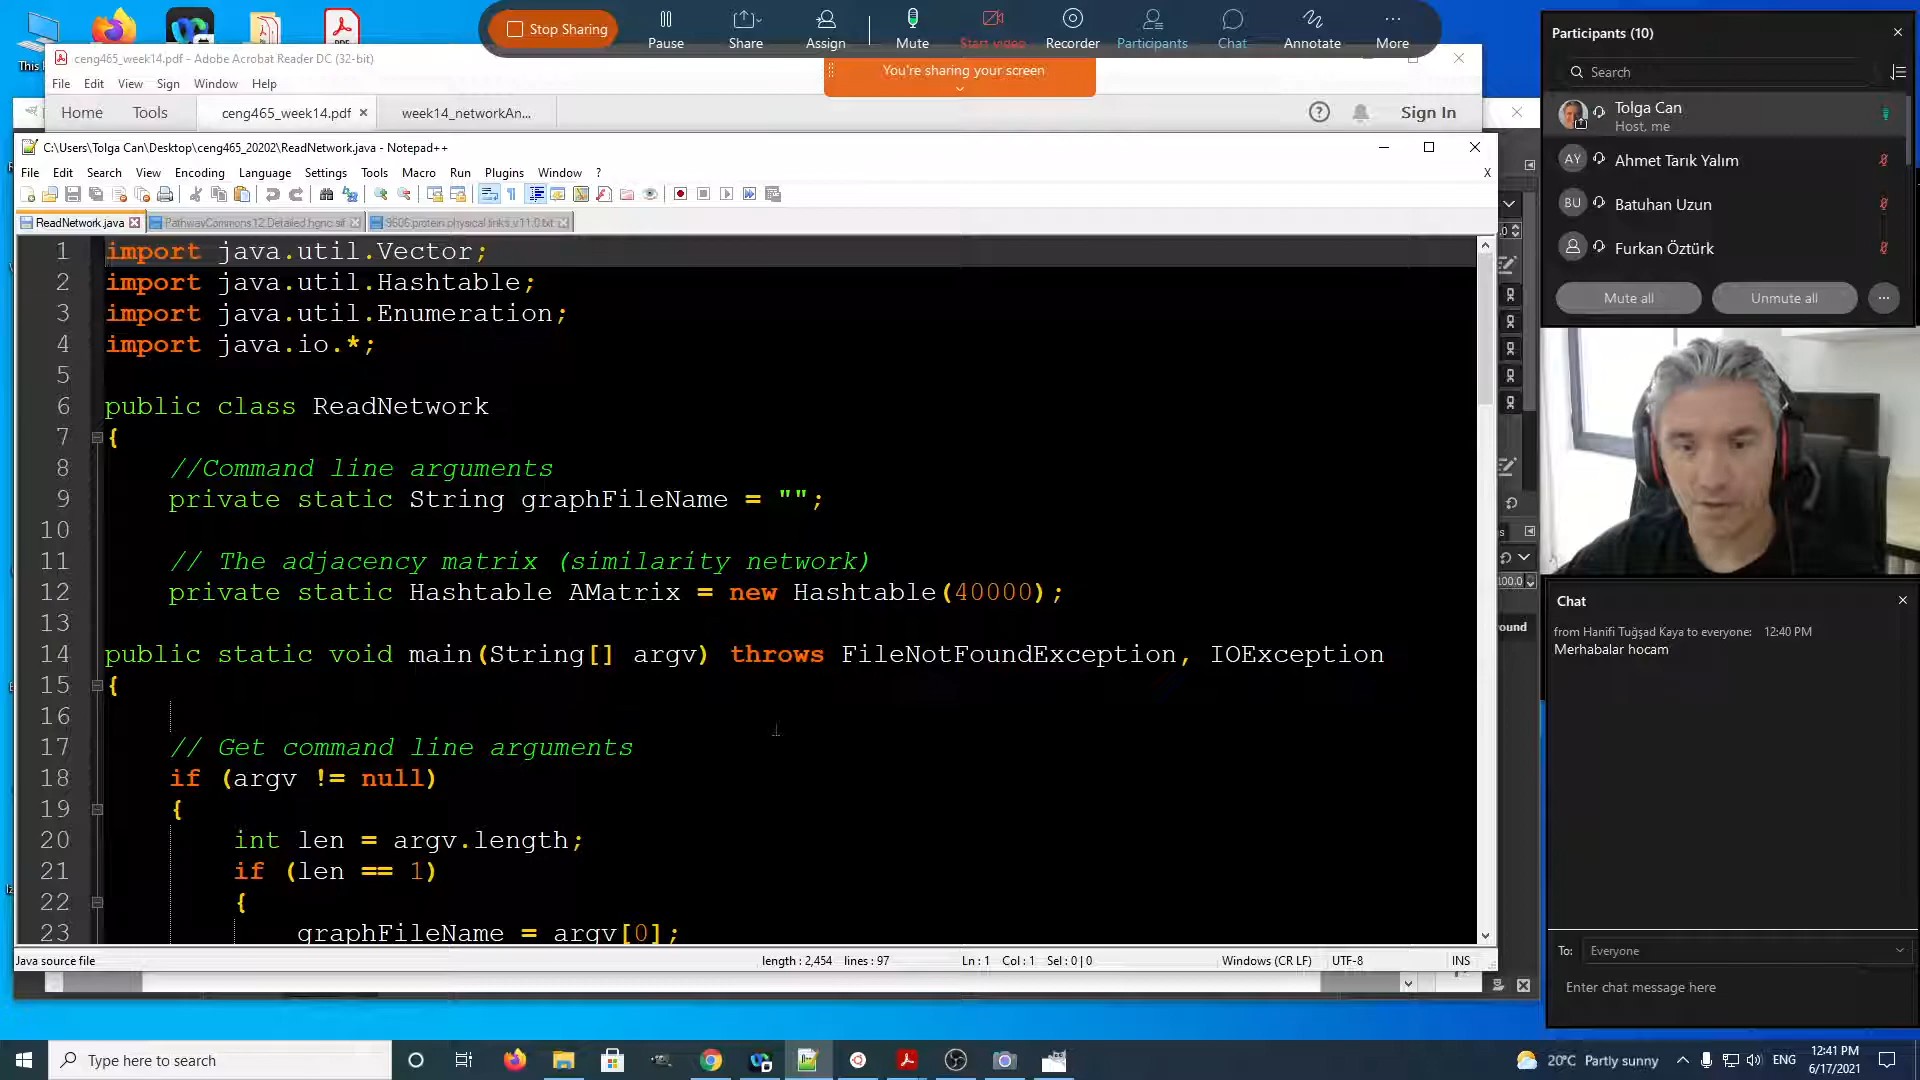 Stop Sharing
Pause
Share
Assign
Mute
Start video
Recorder
Participants
Chat
Annotate
More
You're sharing your screen
ceng465_week14.pdf - Adobe Acrobat Reader DC (32-bit)
File Edit View Sign Window Help
Home Tools ceng465_week14.pdf week14_networkAn... Sign In
C:\Users\Tolga Can\Desktop\ceng465_20202\ReadNetwork.java - Notepad++
File Edit Search View Encoding Language Settings Tools Macro Run Plugins Window ? X
ReadNetwork.java PathwayCommons12.Detailed.hgnc.sif 9606.protein.physical.links.v11.0.txt
1 import java.util.Vector;
2 import java.util.Hashtable;
3 import java.util.Enumeration;
4 import java.io.*;
5
6 public class ReadNetwork
7 {
8 //Command line arguments
9 private static String graphFileName = "";
10
11 // The adjacency matrix (similarity network)
12 private static Hashtable AMatrix = new Hashtable(40000);
13
14 public static void main(String[] argv) throws FileNotFoundException, IOException
15 {
16
17 // Get command line arguments
18 if (argv != null)
19 {
20 int len = argv.length;
21 if (len == 1)
22 {
23 graphFileName = argv[0];
Java source file length : 2,454 lines : 97 Ln : 1 Col : 1 Sel : 0 | 0 Windows (CR LF) UTF-8 INS
Participants (10)
Search
Tolga Can
Host, me
AY Ahmet Tarık Yalım
BU Batuhan Uzun
Furkan Öztürk
Mute all Unmute all
100.0
ound
Chat
from Hanifi Tuğşad Kaya to everyone: 12:40 PM
Merhabalar hocam
To: Everyone
Enter chat message here
Type here to search
20°C Partly sunny
ENG
12:41 PM
6/17/2021